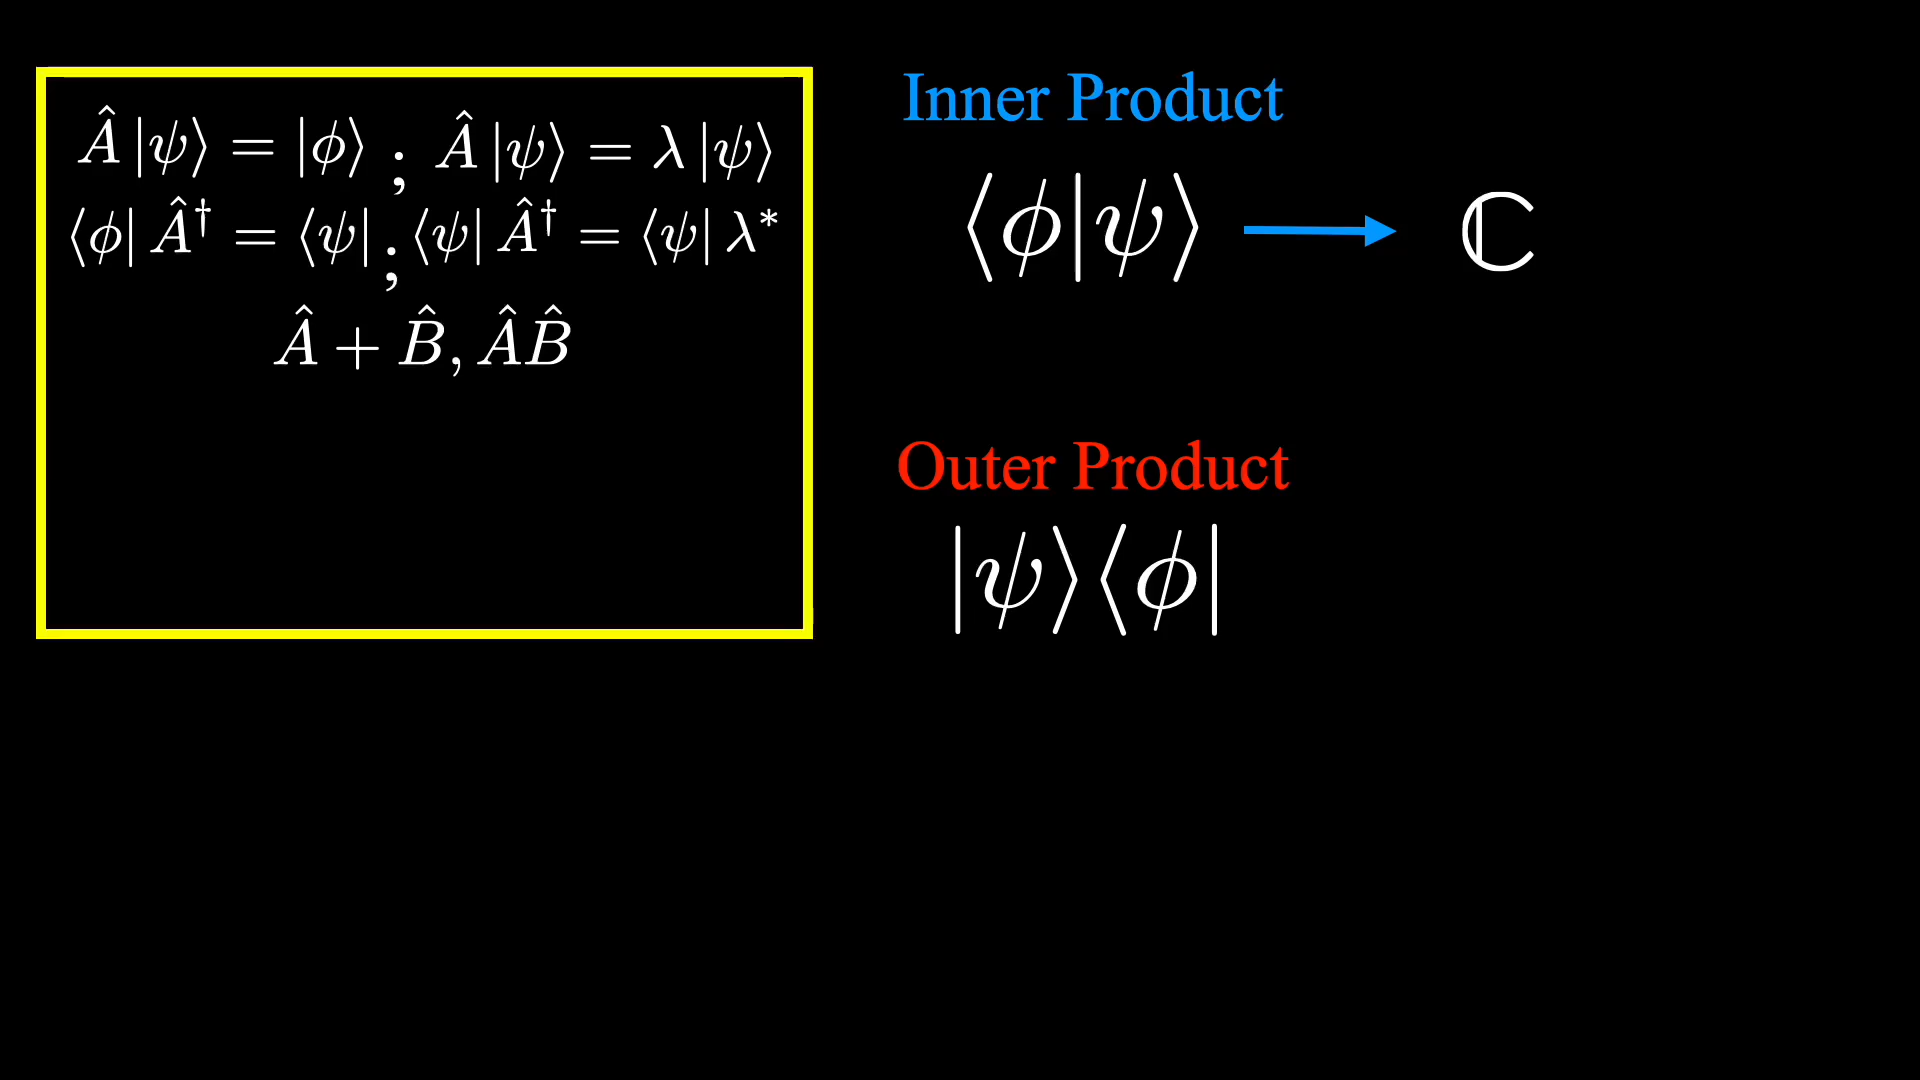 Â |ψ⟩ = |ϕ⟩ ; Â |ψ⟩ = λ |ψ⟩
⟨ϕ| Â† = ⟨ψ| ; ⟨ψ| Â† = ⟨ψ| λ*
Â + B̂, ÂB̂
Inner Product
⟨ϕ|ψ⟩ → ℂ
Outer Product
|ψ⟩⟨ϕ|